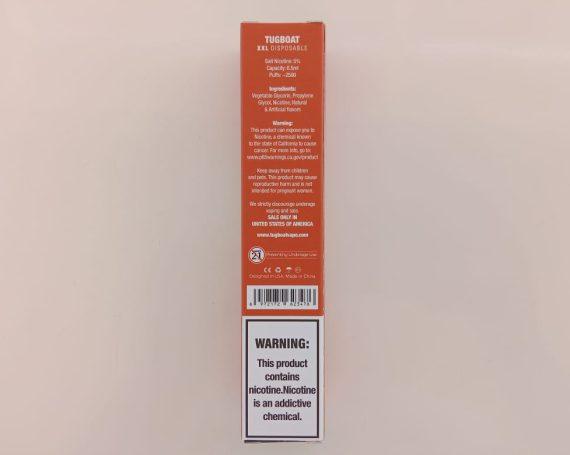 TUGBOAT
XXL DISPOSABLE
Salt Nicotine: 5%
Capacity: 6.5ml
Puffs: ~2500
Ingredients:
Vegetable Glycerin, Propylene
Glycol, Nicotine, Natural
& Artificial flavors
Warning:
This product can expose you to
Nicotine, a chemical known
to the state of California to cause
cancer. For more info, go to:
www.p65warnings.ca.gov/product
Keep away from children
and pets. This product may cause
reproductive harm and is not
intended for pregnant women.
We strictly discourage underage
vaping and sale.
SALE ONLY IN
UNITED STATES OF AMERICA
www.tugboatvape.com
21 Preventing Underage Use
CE
Designed in USA. Made in China
6 972172 623478
WARNING:
This product
contains
nicotine.Nicotine
is an addictive
chemical.